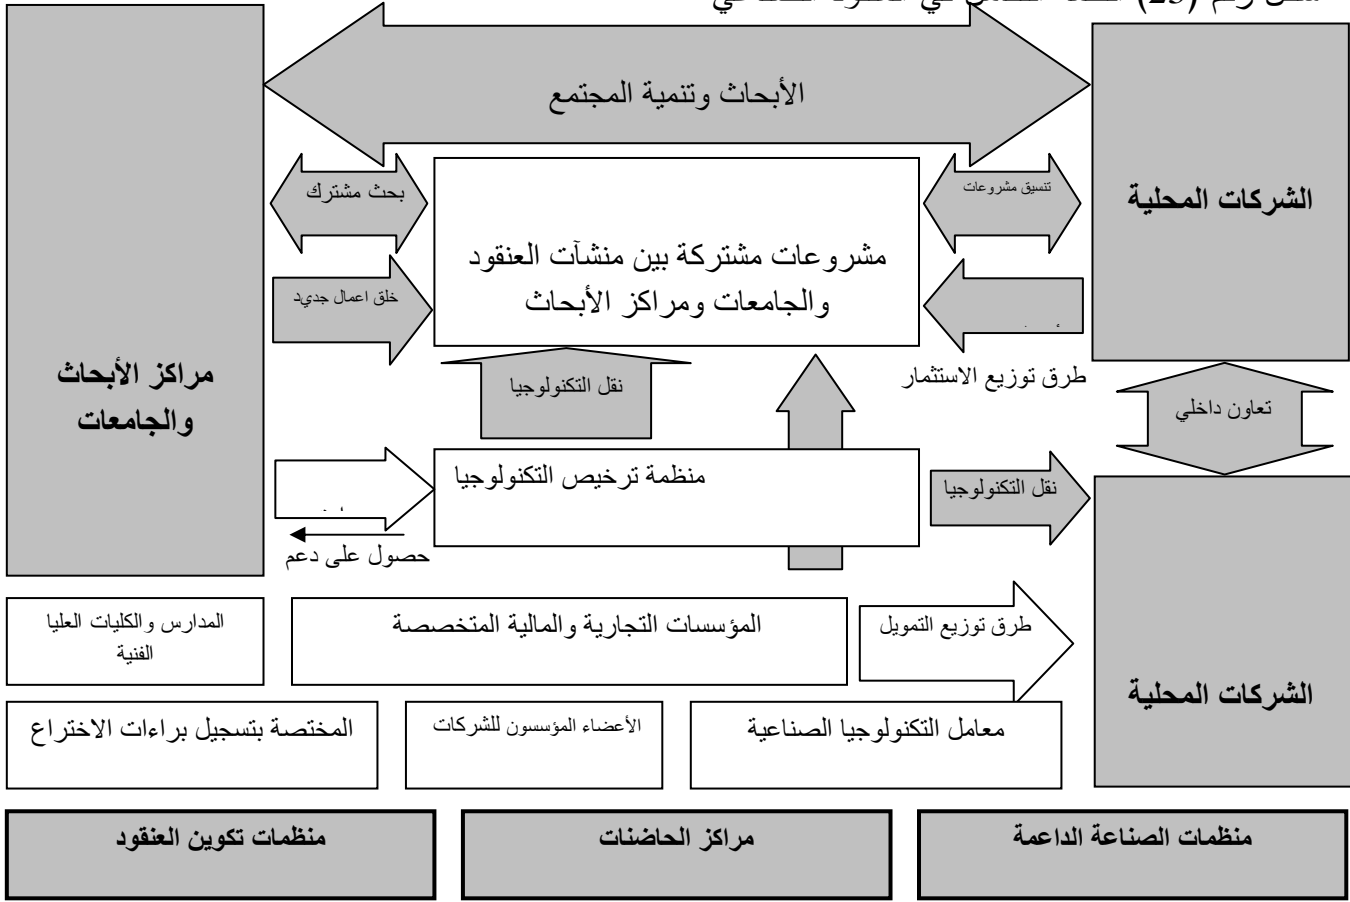 (23)
الأبحاث وتنمية المجتمع
الشركات المحلية
تنسيق مشروعات
بحث مشترك
مشروعات مشتركة بين منشآت العنقود
والجامعات ومراكز الأبحاث
خلق اعمال جديد
مراكز الأبحاث
والجامعات
طرق توزيع الاستثمار
نقل التكنولوجيا
تعاون داخلي
منظمة ترخيص التكنولوجيا
نقل التكنولوجيا
حصول على دعم
الشركات المحلية
طرق توزيع التمويل
المؤسسات التجارية والمالية المتخصصة
المدارس والكليات العليا
الفنية
معامل التكنولوجيا الصناعية
الأعضاء المؤسسون للشركات
المختصة بتسجيل براءات الاختراع
منظمات الصناعة الداعمة
مراكز الحاضنات
منظمات تكوين العنقود